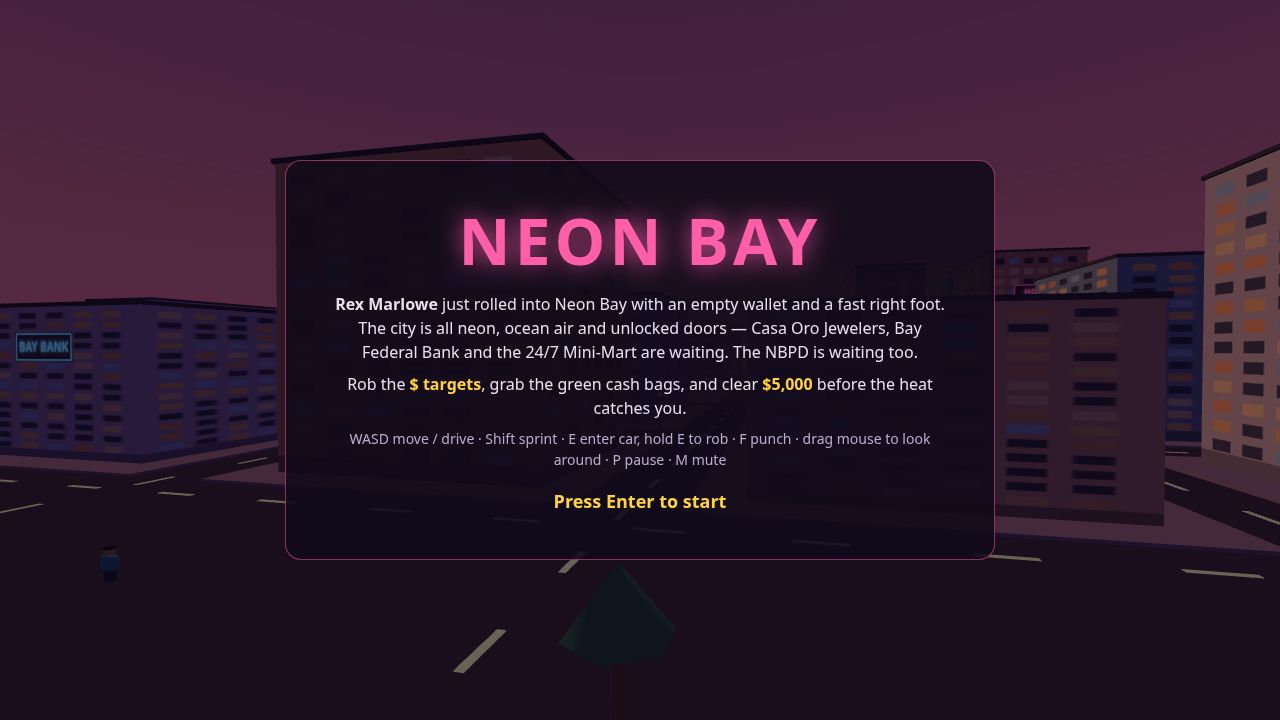 NEON BAY
Rex Marlowe just rolled into Neon Bay with an empty wallet and a fast right foot.
The city is all neon, ocean air and unlocked doors — Casa Oro Jewelers, Bay
Federal Bank and the 24/7 Mini-Mart are waiting. The NBPD is waiting too.
BAY BANK
Rob the $ targets, grab the green cash bags, and clear $5,000 before the heat
catches you.
WASD move / drive · Shift sprint · E enter car, hold E to rob · F punch · drag mouse to look
around · P pause · M mute
Press Enter to start